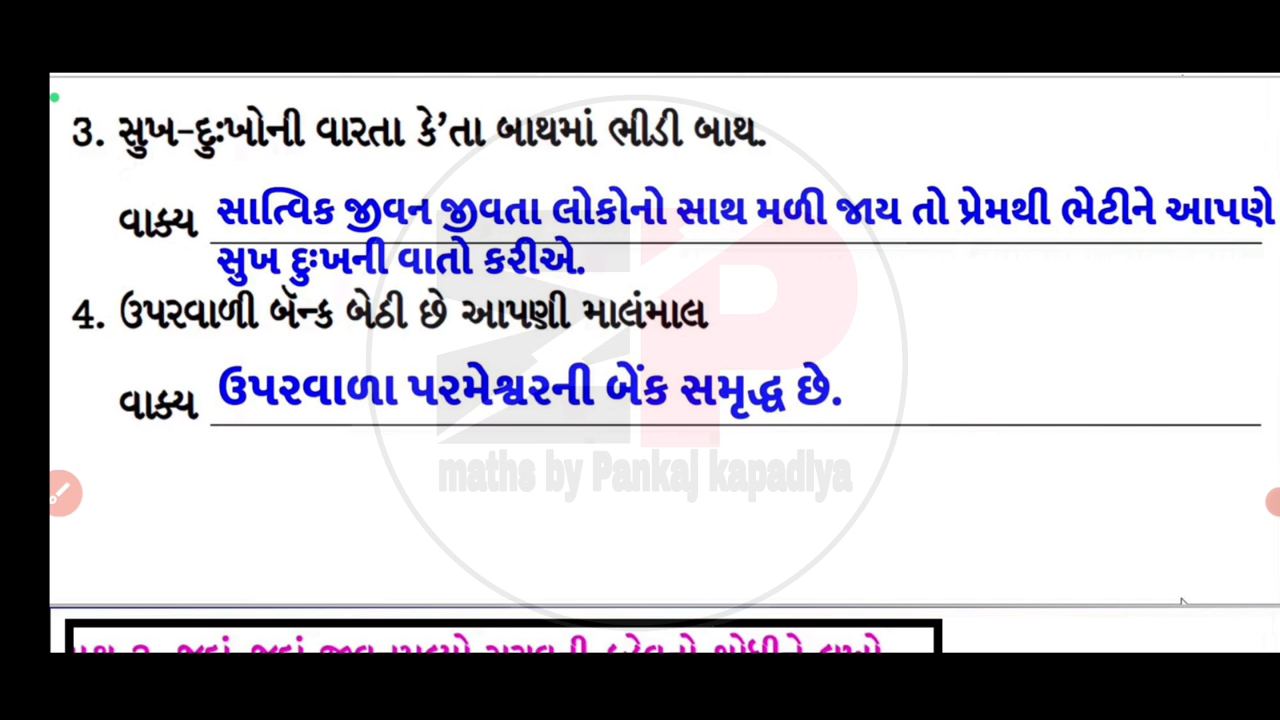 3. સુખ-દુઃખોની વારતા કે’તા બાથમાં ભીડી બાથ.
વાક્ય સાત્વિક જીવન જીવતા લોકોનો સાથ મળી જાય તો પ્રેમથી ભેટીને આપણે
સુખ દુઃખની વાતો કરીએ.
4. ઉપરવાળી બૅન્ક બેઠી છે આપણી માલંમાલ
વાક્ય ઉપરવાળા પરમેશ્વરની બેંક સમૃદ્ધ છે.
maths by Pankaj kapadiya